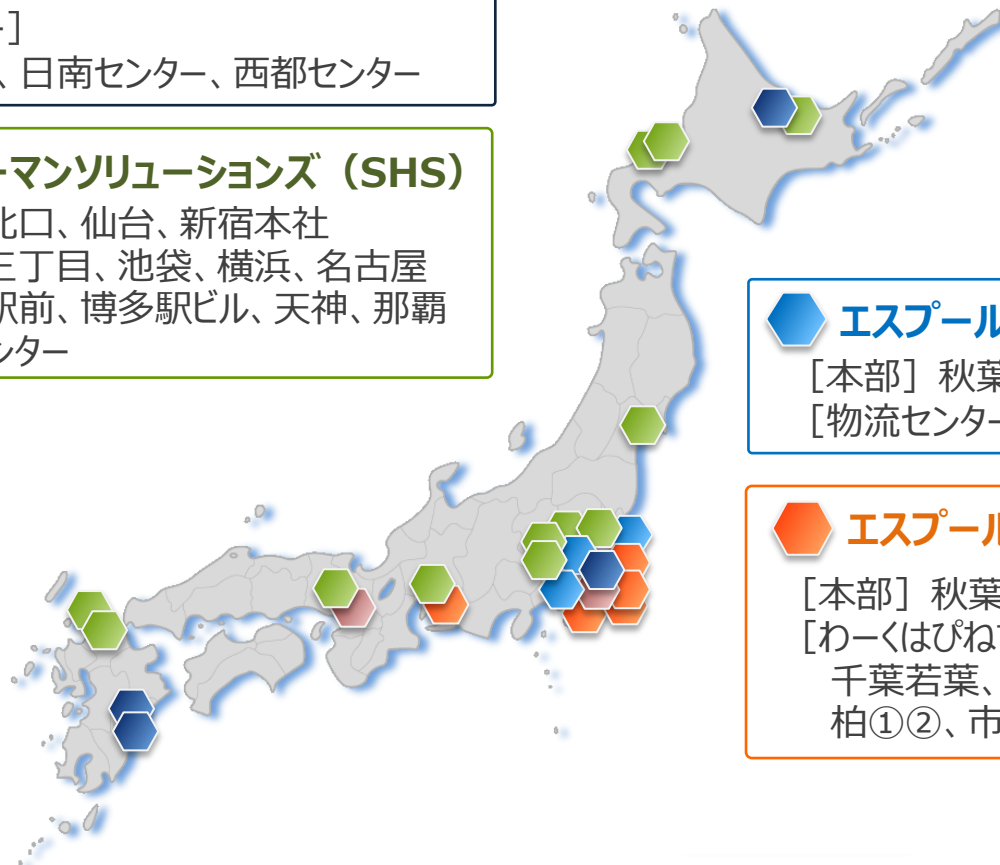 ]
、日南センター、西都センター
ーマンソリューションズ（SHS）
北口、仙台、新宿本社
三丁目、池袋、横浜、名古屋
駅前、博多駅ビル、天神、那覇
ンター
エスプール
［本部］秋葉
［物流センター
エスプール
［本部］秋葉
［わーくはぴね
千葉若葉、
柏①②、市